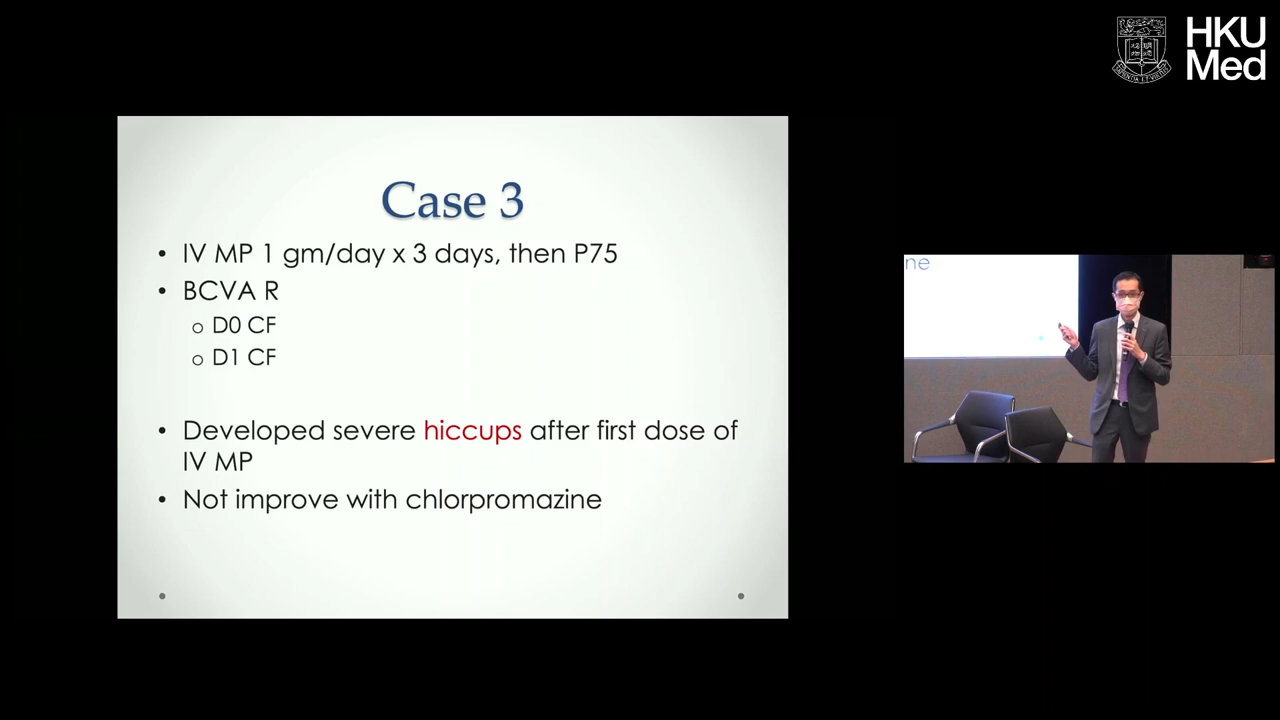 HKU
Med
Case 3
• IV MP 1 gm/day x 3 days, then P75
• BCVA R
o D0 CF
o D1 CF
• Developed severe hiccups after first dose of
IV MP
• Not improve with chlorpromazine
ne